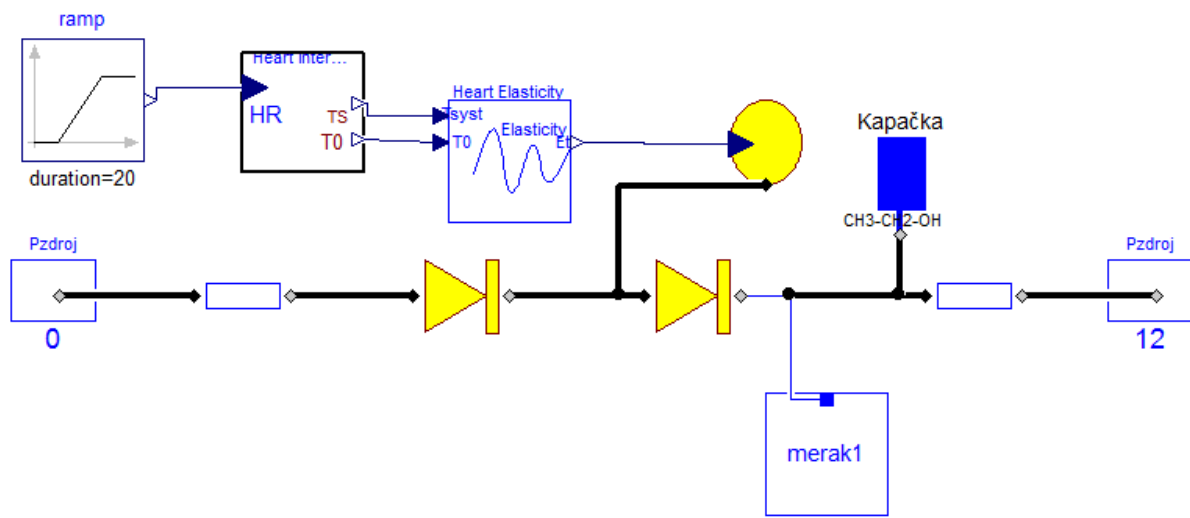 ramp
duration=20
Heart Inter...
HR
TS
T0
Heart Elasticity
Tsyst
Elasticity
T0
Et
Kapačka
CH3-CH2-OH
Pzdroj
0
Pzdroj
12
merak1